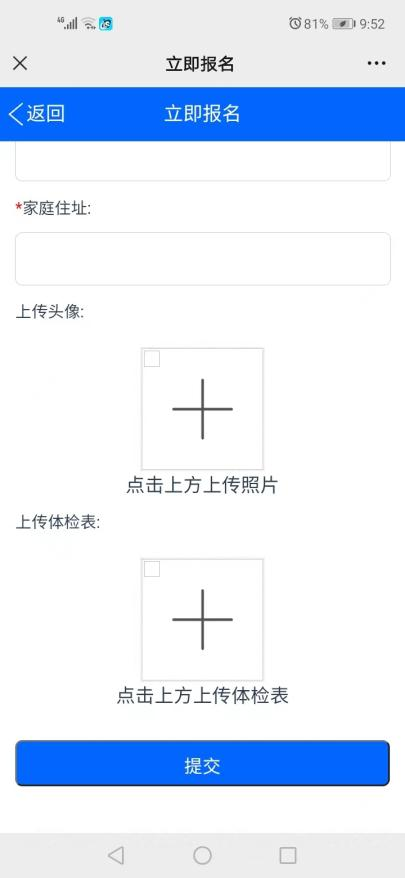 4G
81%
9:52
立即报名
返回
立即报名
*家庭住址:
上传头像:
点击上方上传照片
上传体检表:
点击上方上传体检表
提交